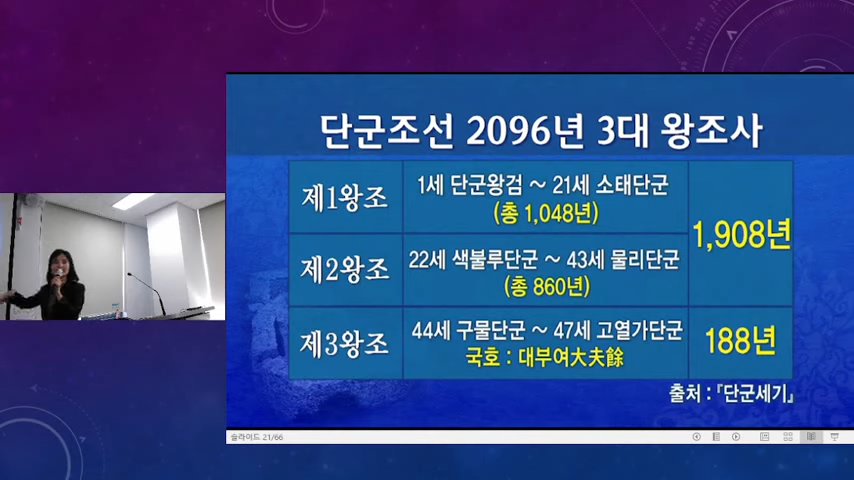 단군조선 2096년 3대 왕조사
제1왕조
1세 단군왕검 ~ 21세 소태단군
(총 1,048년)
1,908년
제2왕조
22세 색불루단군 ~ 43세 물리단군
(총 860년)
제3왕조
44세 구물단군 ~ 47세 고열가단군
국호 : 대부여大夫餘
188년
출처 : 『단군세기』
슬라이드 21/66